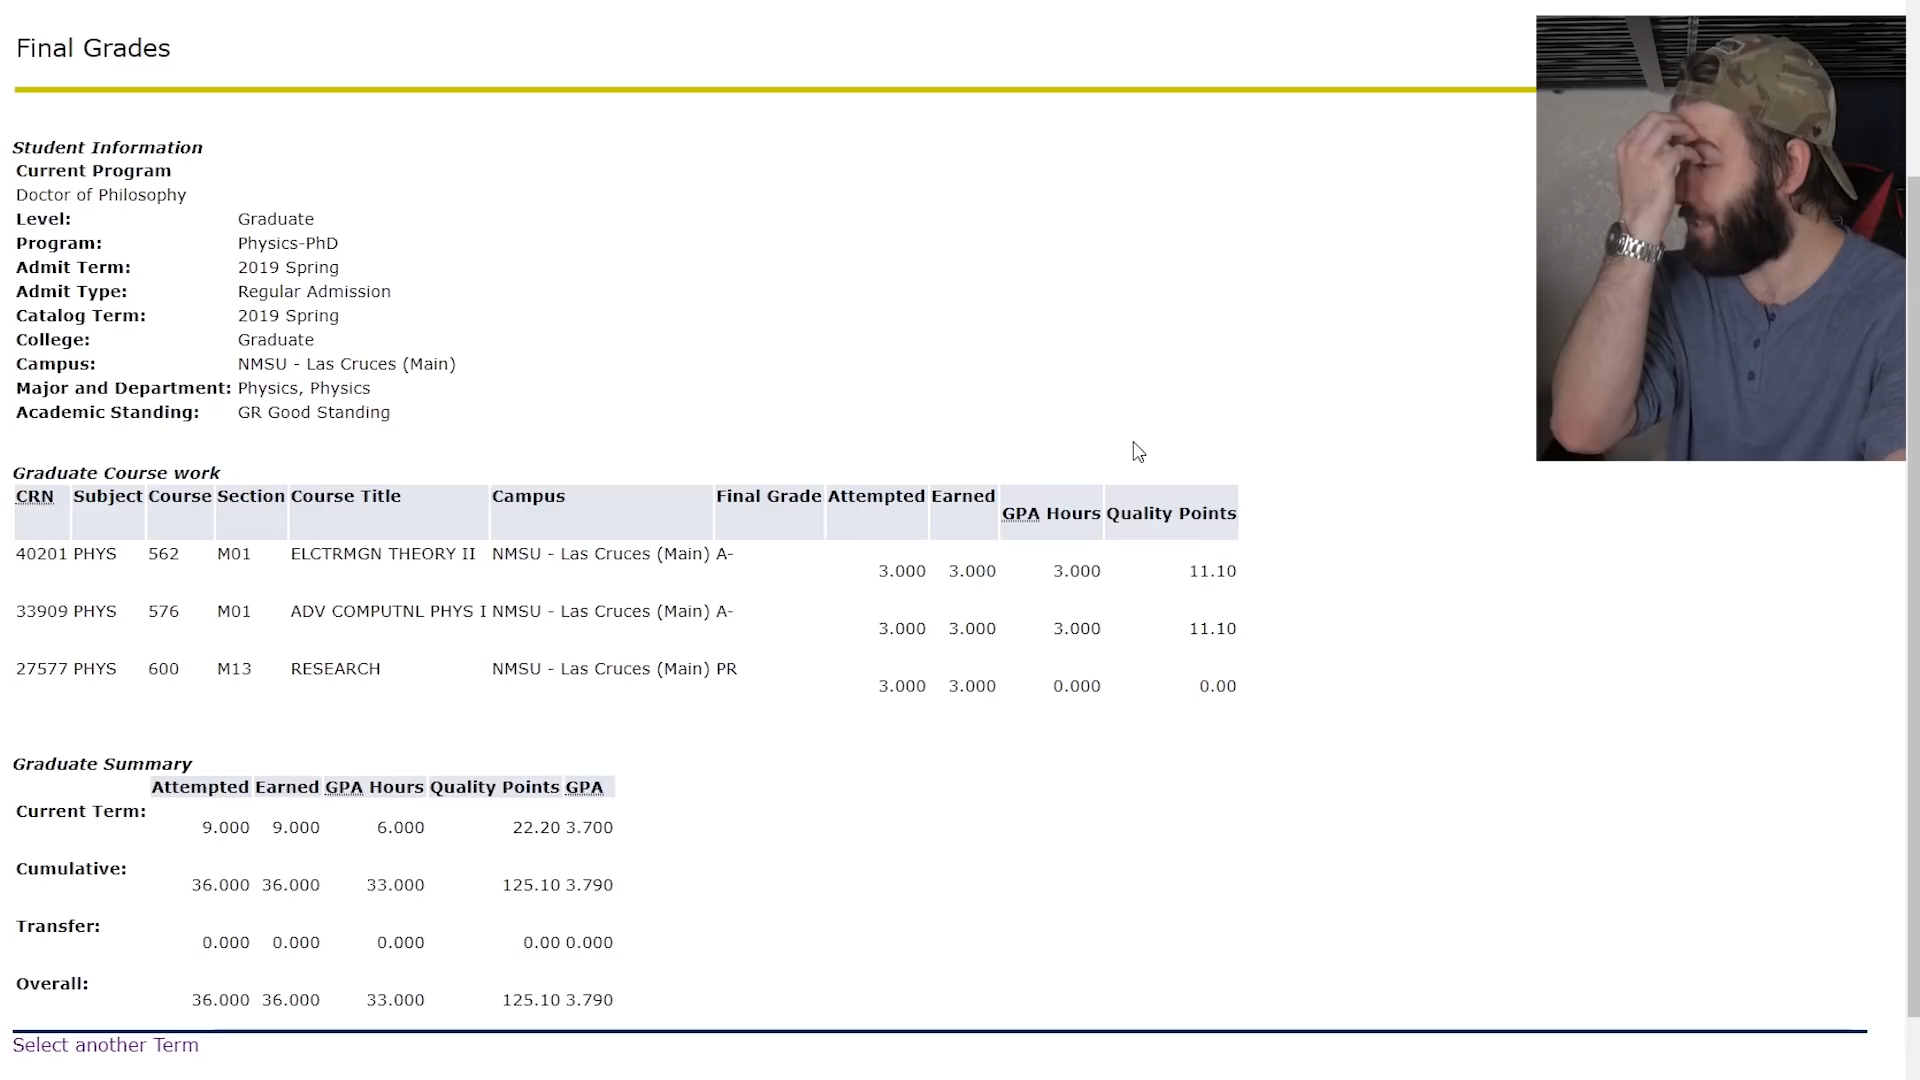 Final Grades
Student Information
Current Program
Doctor of Philosophy
Level: Graduate
Program: Physics-PhD
Admit Term: 2019 Spring
Admit Type: Regular Admission
Catalog Term: 2019 Spring
College: Graduate
Campus: NMSU - Las Cruces (Main)
Major and Department: Physics, Physics
Academic Standing: GR Good Standing
Graduate Course work
CRN Subject Course Section Course Title Campus Final Grade Attempted Earned GPA Hours Quality Points
40201 PHYS 562 M01 ELCTRMGN THEORY II NMSU - Las Cruces (Main) A- 3.000 3.000 3.000 11.10
33909 PHYS 576 M01 ADV COMPUTNL PHYS I NMSU - Las Cruces (Main) A- 3.000 3.000 3.000 11.10
27577 PHYS 600 M13 RESEARCH NMSU - Las Cruces (Main) PR 3.000 3.000 0.000 0.00
Graduate Summary
Attempted Earned GPA Hours Quality Points GPA
Current Term: 9.000 9.000 6.000 22.20 3.700
Cumulative: 36.000 36.000 33.000 125.10 3.790
Transfer: 0.000 0.000 0.000 0.00 0.000
Overall: 36.000 36.000 33.000 125.10 3.790
Select another Term